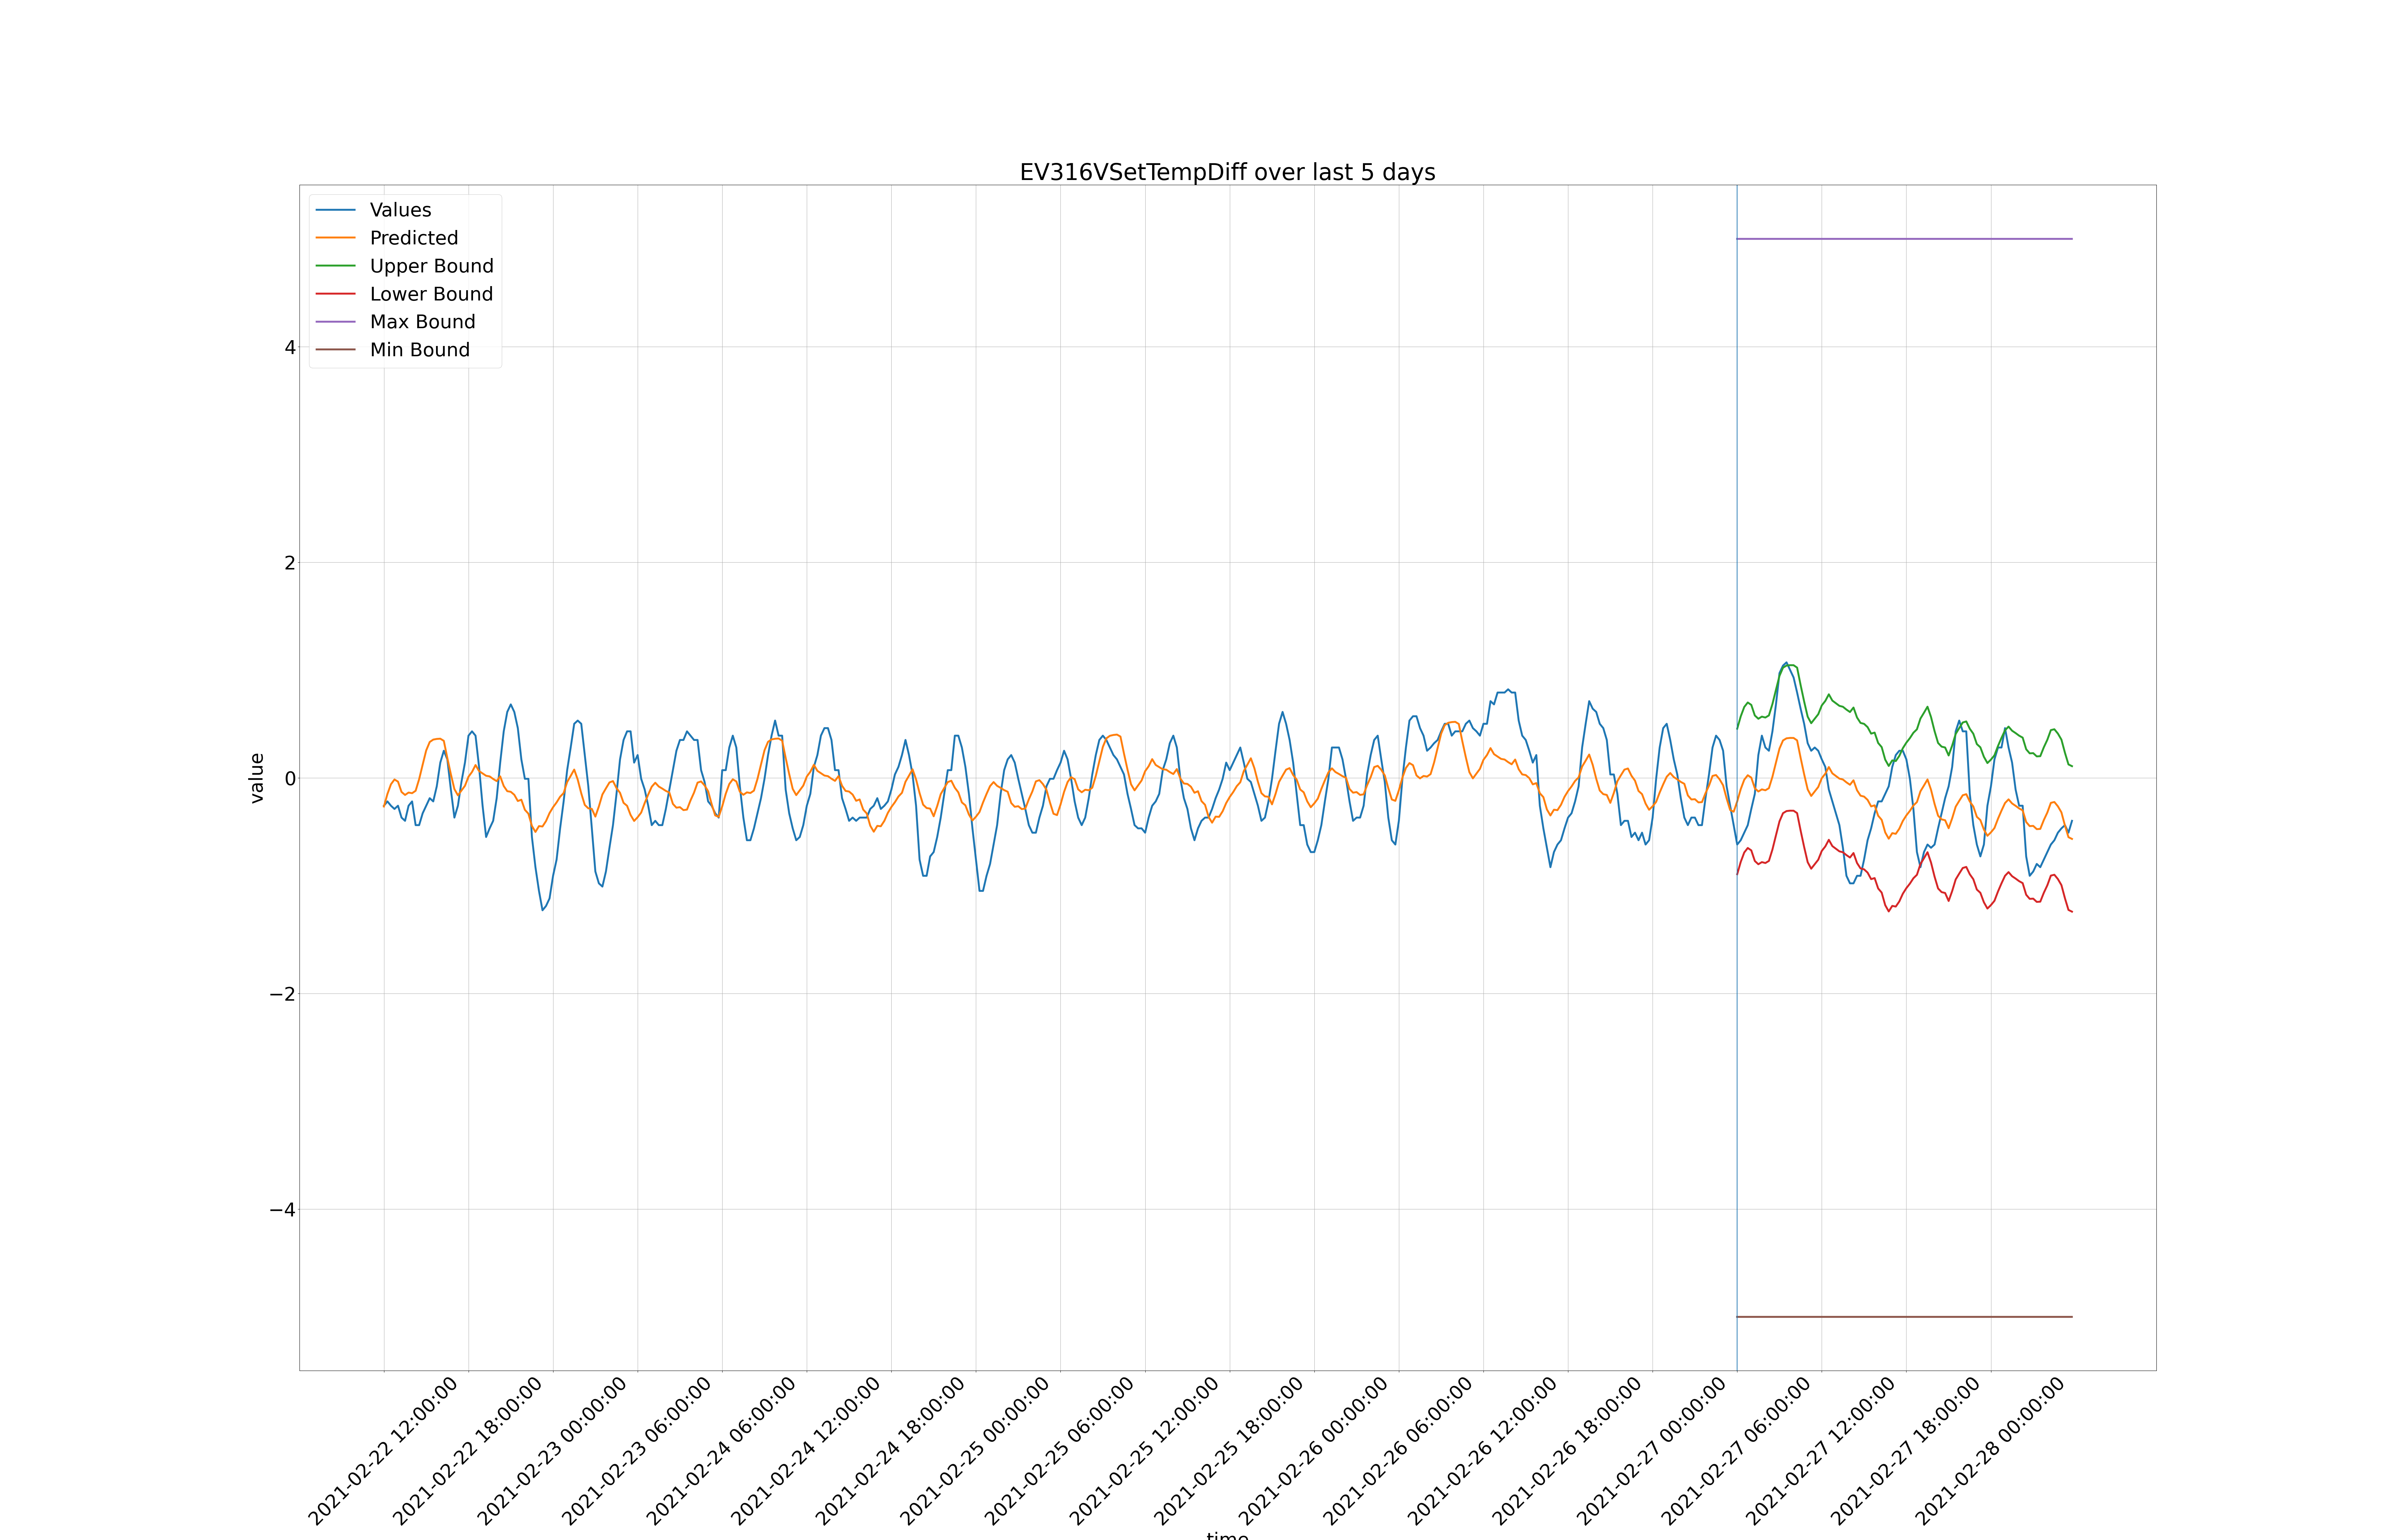 EV316VSetTempDiff over last 5 days
Values
Predicted
Upper Bound
Lower Bound
Max Bound
Min Bound
4
2
0
−2
−4
value
2021-02-22 12:00:00
2021-02-22 18:00:00
2021-02-23 00:00:00
2021-02-23 06:00:00
2021-02-24 06:00:00
2021-02-24 12:00:00
2021-02-24 18:00:00
2021-02-25 00:00:00
2021-02-25 06:00:00
2021-02-25 12:00:00
2021-02-25 18:00:00
2021-02-26 00:00:00
2021-02-26 06:00:00
2021-02-26 12:00:00
2021-02-26 18:00:00
2021-02-27 00:00:00
2021-02-27 06:00:00
2021-02-27 12:00:00
2021-02-27 18:00:00
2021-02-28 00:00:00
time